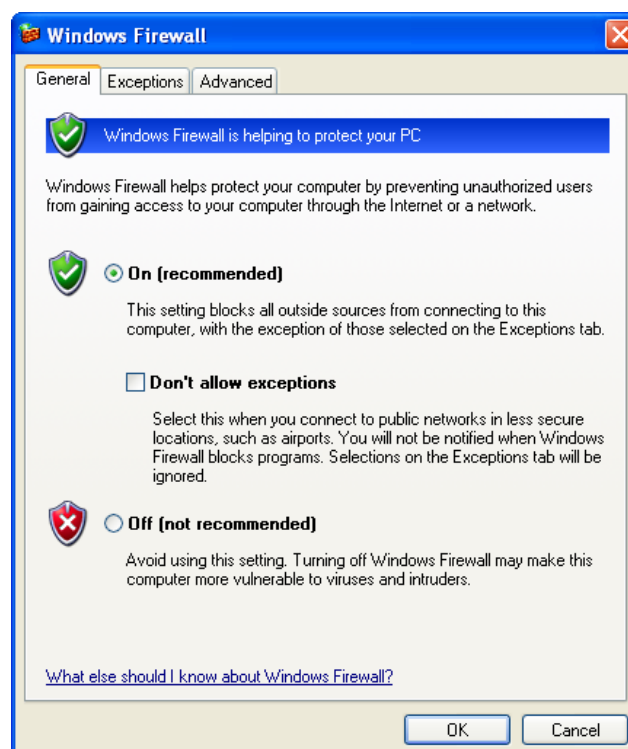 Windows Firewall
General Exceptions Advanced
Windows Firewall is helping to protect your PC
Windows Firewall helps protect your computer by preventing unauthorized users
from gaining access to your computer through the Internet or a network.
On (recommended)
This setting blocks all outside sources from connecting to this
computer, with the exception of those selected on the Exceptions tab.
Don't allow exceptions
Select this when you connect to public networks in less secure
locations, such as airports. You will not be notified when Windows
Firewall blocks programs. Selections on the Exceptions tab will be
ignored.
Off (not recommended)
Avoid using this setting. Turning off Windows Firewall may make this
computer more vulnerable to viruses and intruders.
What else should I know about Windows Firewall?
OK Cancel